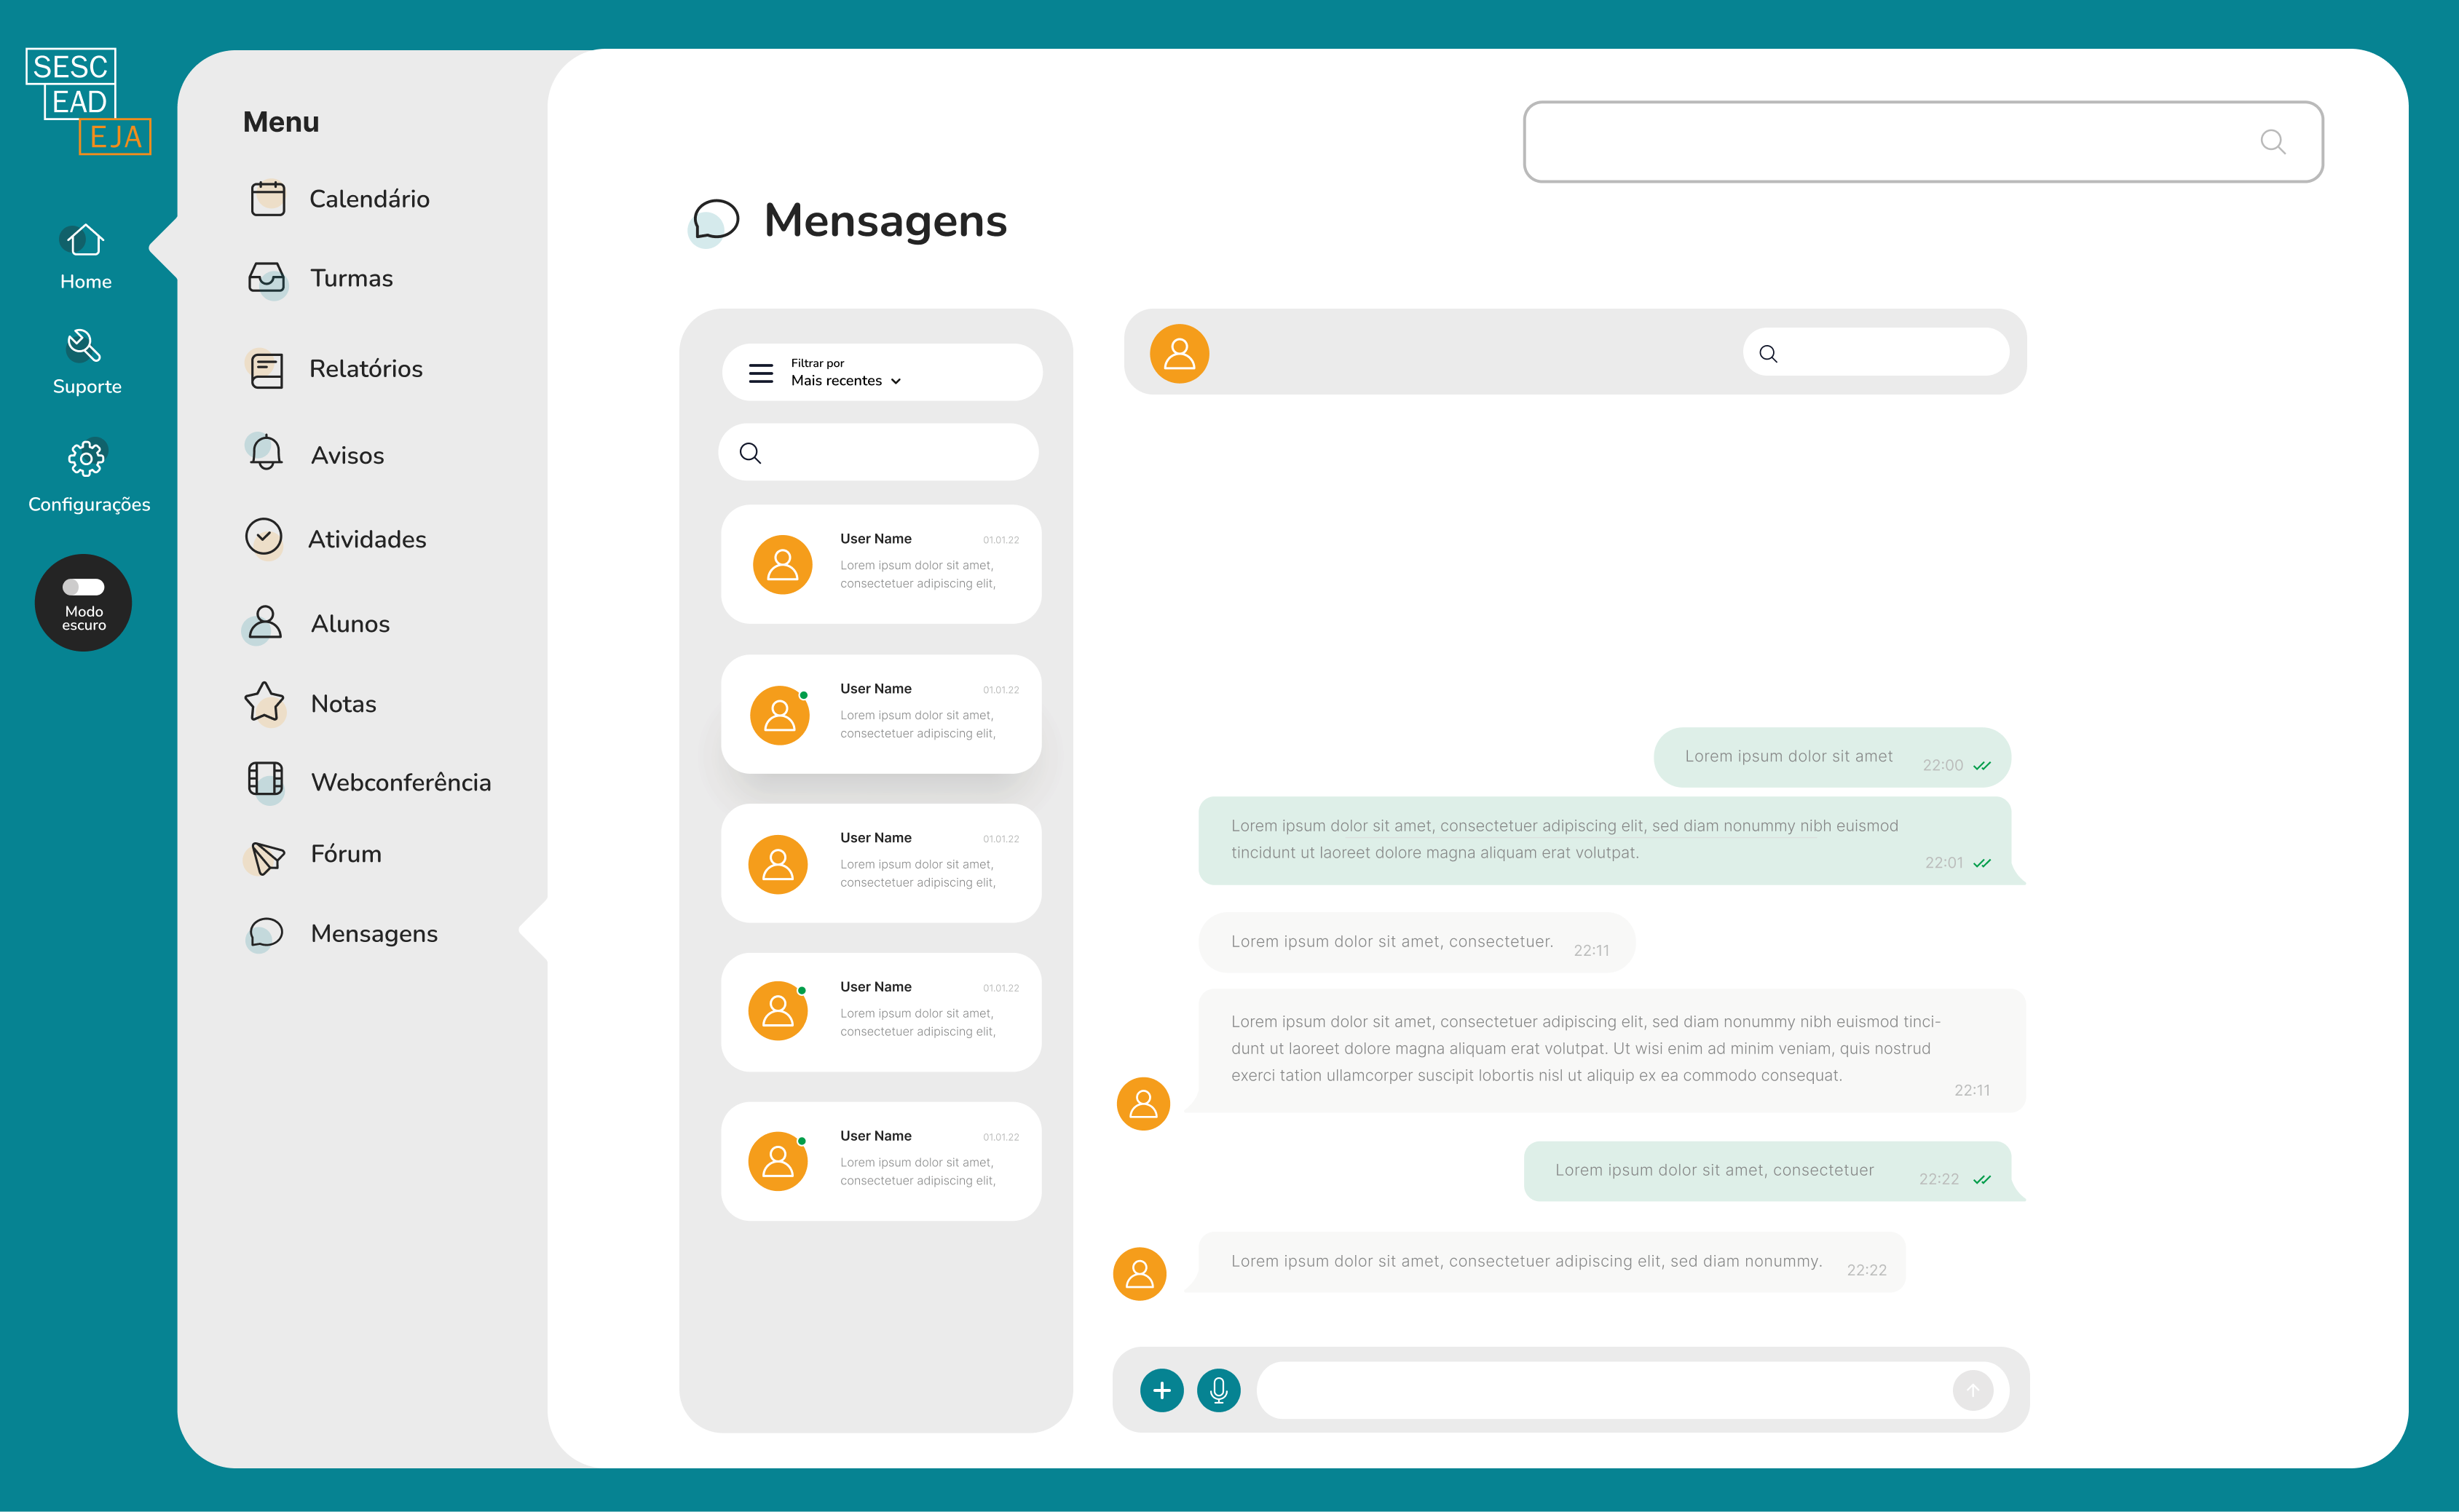 SESC
EAD
EJA
Home
Suporte
Configurações
Modo
escuro
Menu
Calendário
Turmas
Relatórios
Avisos
Atividades
Alunos
Notas
Webconferência
Fórum
Mensagens
Mensagens
Filtrar por
Mais recentes
User Name 01.01.22
Lorem ipsum dolor sit amet,
consectetuer adipiscing elit,
User Name 01.01.22
Lorem ipsum dolor sit amet,
consectetuer adipiscing elit,
User Name 01.01.22
Lorem ipsum dolor sit amet,
consectetuer adipiscing elit,
User Name 01.01.22
Lorem ipsum dolor sit amet,
consectetuer adipiscing elit,
User Name 01.01.22
Lorem ipsum dolor sit amet,
consectetuer adipiscing elit,
Lorem ipsum dolor sit amet 22:00
Lorem ipsum dolor sit amet, consectetuer adipiscing elit, sed diam nonummy nibh euismod
tincidunt ut laoreet dolore magna aliquam erat volutpat.
22:01
Lorem ipsum dolor sit amet, consectetuer. 22:11
Lorem ipsum dolor sit amet, consectetuer adipiscing elit, sed diam nonummy nibh euismod tinci-
dunt ut laoreet dolore magna aliquam erat volutpat. Ut wisi enim ad minim veniam, quis nostrud
exerci tation ullamcorper suscipit lobortis nisl ut aliquip ex ea commodo consequat.
22:11
Lorem ipsum dolor sit amet, consectetuer 22:22
Lorem ipsum dolor sit amet, consectetuer adipiscing elit, sed diam nonummy. 22:22